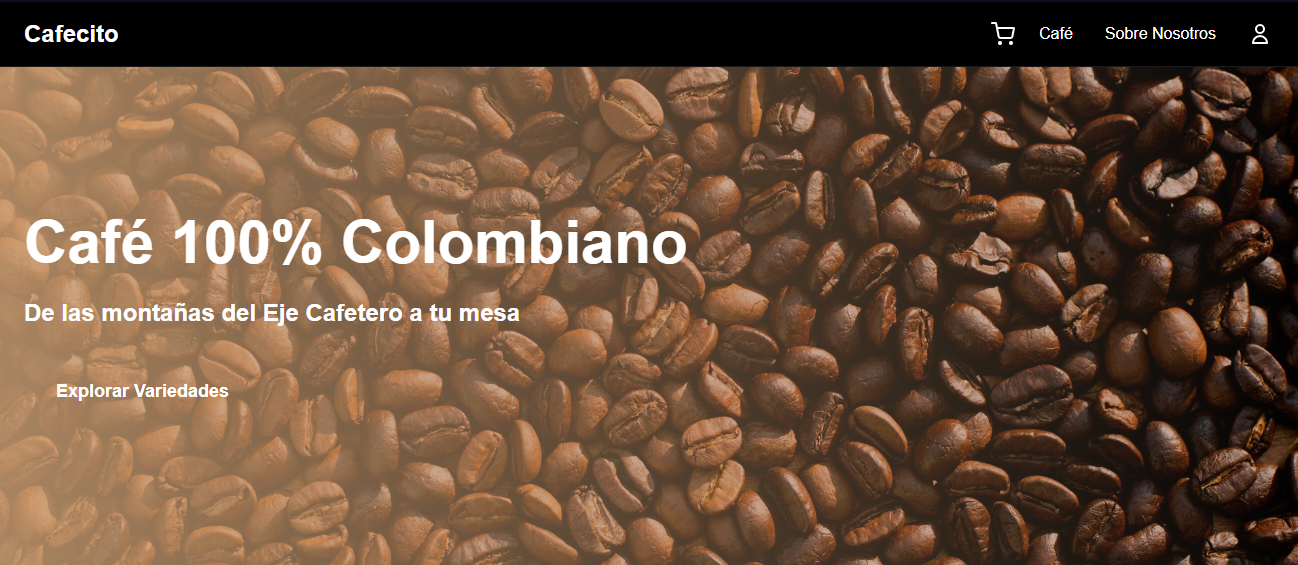 Cafecito
Café
Sobre Nosotros
Café 100% Colombiano
De las montañas del Eje Cafetero a tu mesa
Explorar Variedades